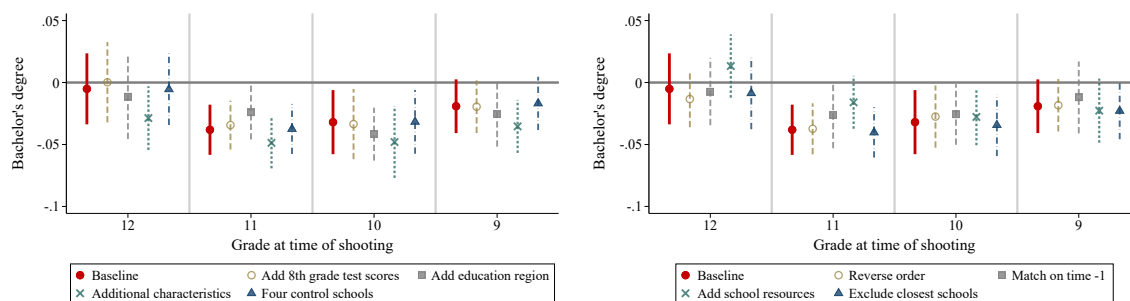 .05
0
-.05
-.1
Bachelor's degree
12 11 10 9
Grade at time of shooting
Baseline Add 8th grade test scores Add education region
Additional characteristics Four control schools
.05
0
-.05
-.1
Bachelor's degree
12 11 10 9
Grade at time of shooting
Baseline Reverse order Match on time -1
Add school resources Exclude closest schools